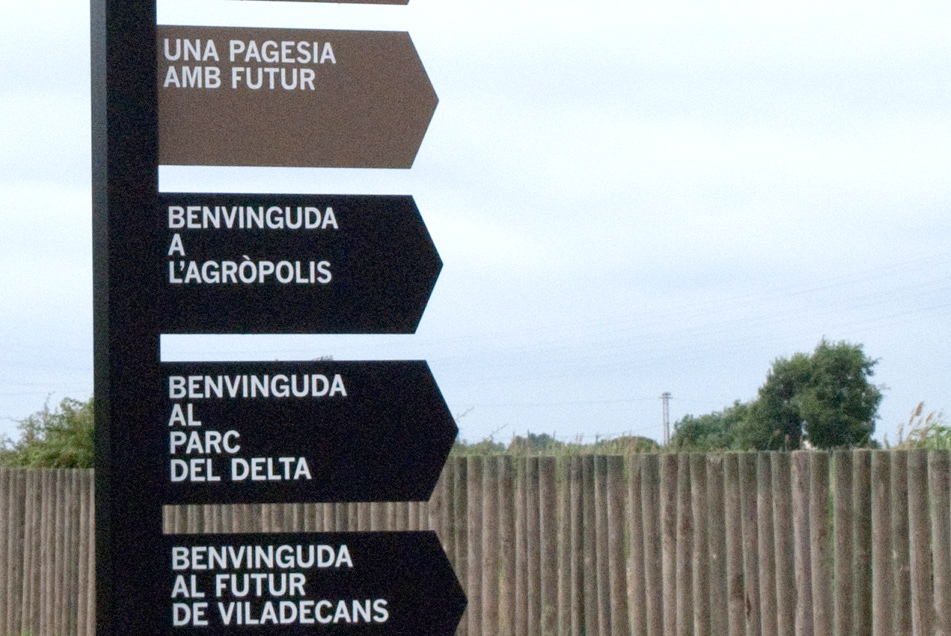 UNA PAGESIA
AMB FUTUR
BENVINGUDA
A
L'AGRÒPOLIS
BENVINGUDA
AL
PARC
DEL DELTA
BENVINGUDA
AL FUTUR
DE VILADECANS